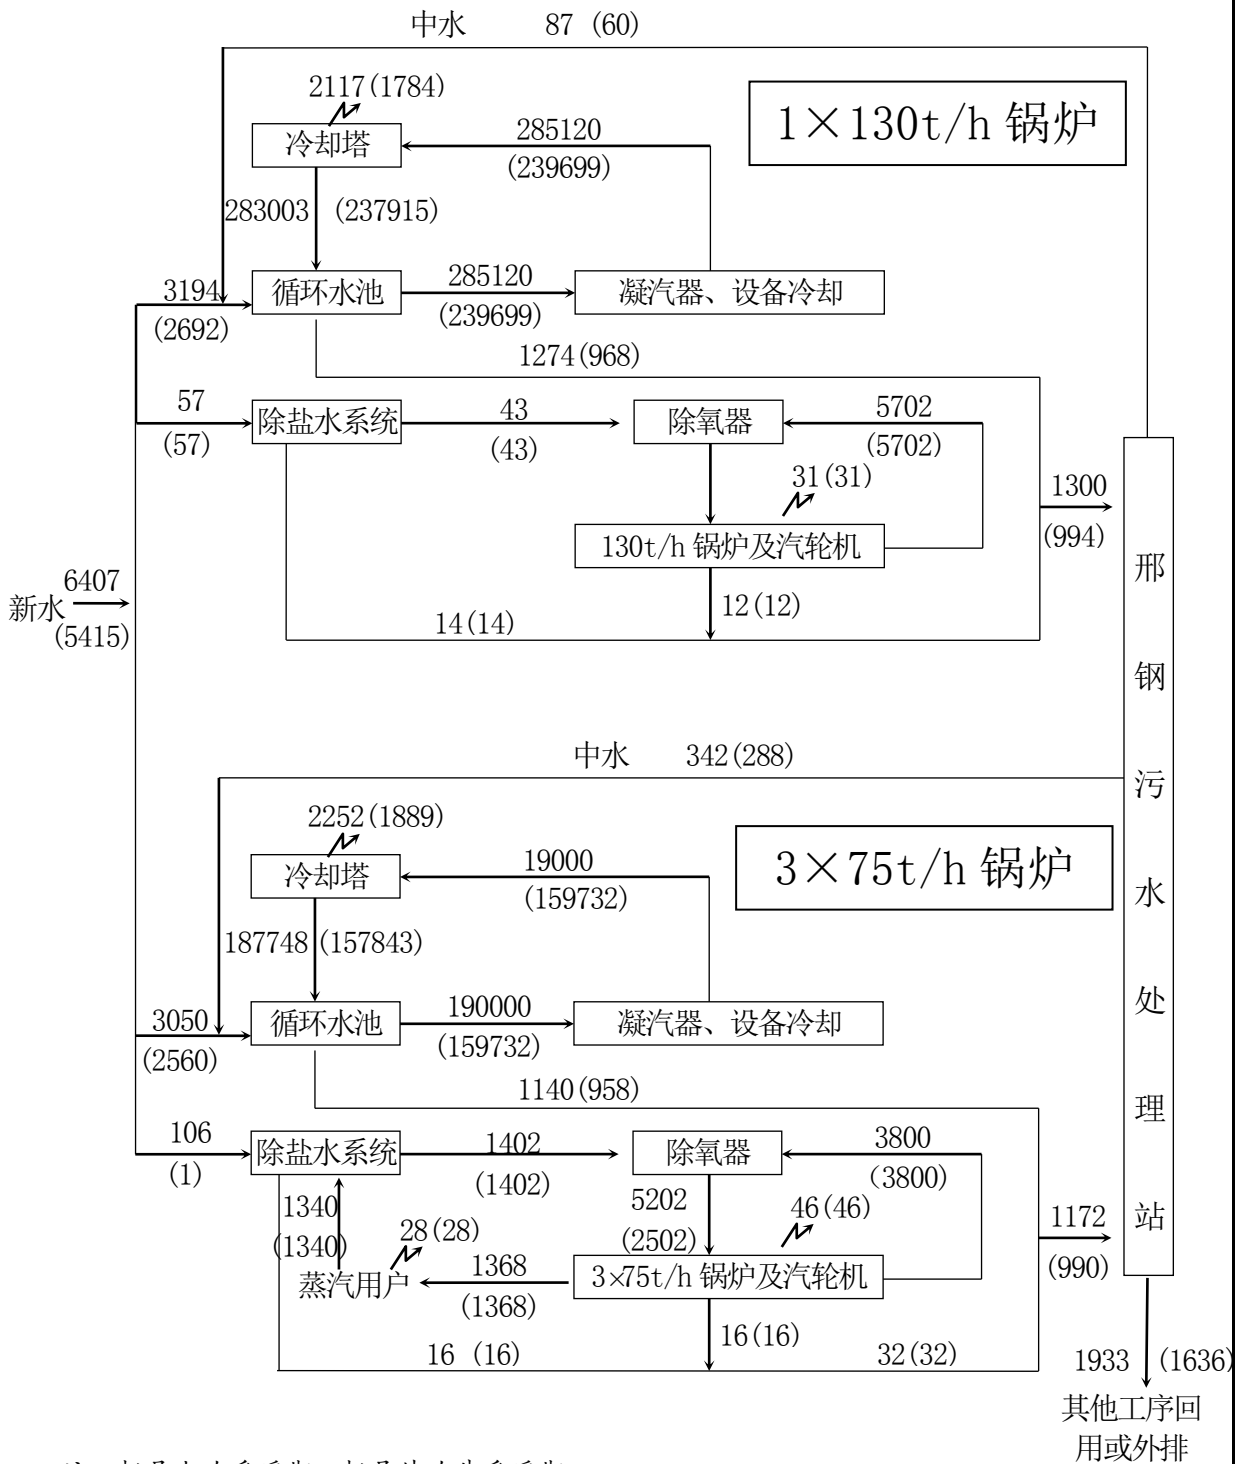 中水 87 (60)
2117(1784)
1×130t/h 锅炉
冷却塔
285120
(239699)
283003 (237915)
3194
(2692)
循环水池
285120
(239699)
凝汽器、设备冷却
1274(968)
57
(57)
除盐水系统
43
(43)
除氧器
5702
(5702)
31(31)
1300
(994)
130t/h 锅炉及汽轮机
新水
6407
(5415)
12(12)
14(14)
邢钢污水处理站
中水 342(288)
2252(1889)
3×75t/h 锅炉
冷却塔
19000
(159732)
187748 (157843)
3050
(2560)
循环水池
190000
(159732)
凝汽器、设备冷却
1140(958)
106
(1)
除盐水系统
1402
(1402)
除氧器
3800
(3800)
1340
(1340)
28(28)
5202
(2502)
46(46)
1172
(990)
蒸汽用户
1368
(1368)
3×75t/h 锅炉及汽轮机
16(16)
16 (16)
32(32)
1933 (1636)
其他工序回
用或外排